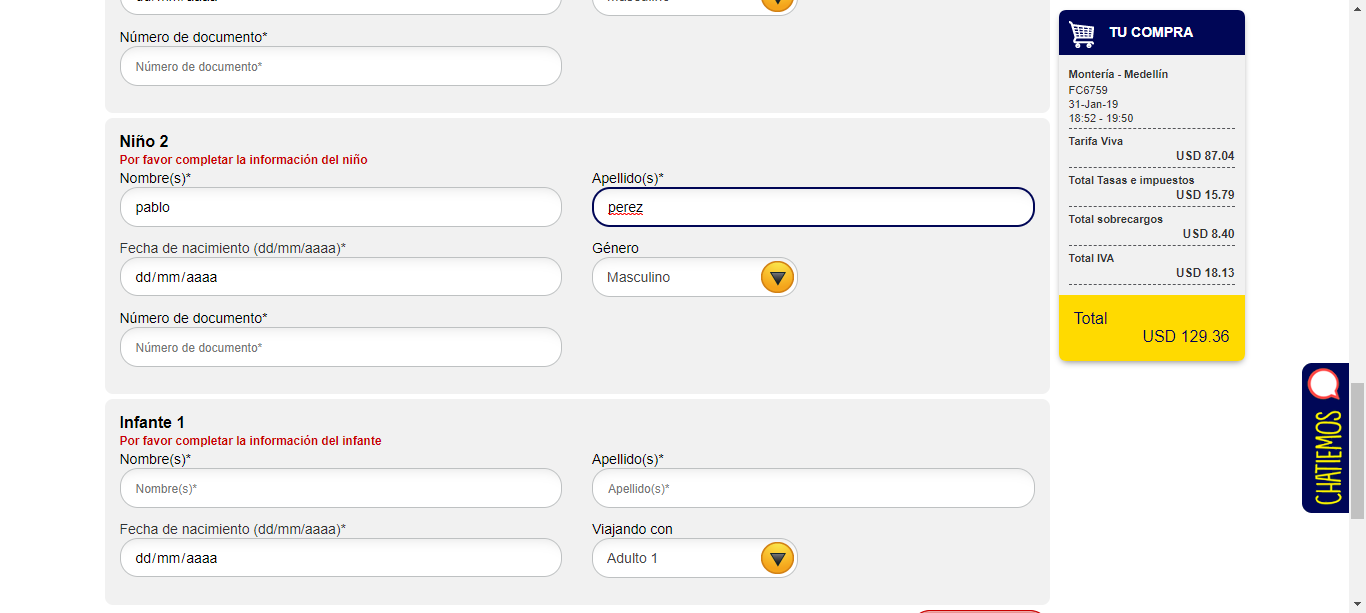 Número de documento*
Número de documento*
Niño 2
Por favor completar la información del niño
Nombre(s)*
Apellido(s)*
pablo
perez
Fecha de nacimiento (dd/mm/aaaa)*
Género
dd/mm/aaaa
Masculino
Número de documento*
Número de documento*
Infante 1
Por favor completar la información del infante
Nombre(s)*
Apellido(s)*
Nombre(s)*
Apellido(s)*
Fecha de nacimiento (dd/mm/aaaa)*
Viajando con
dd/mm/aaaa
Adulto 1
TU COMPRA
Montería - Medellín
FC6759
31-Jan-19
18:52 - 19:50
Tarifa Viva
USD 87.04
Total Tasas e impuestos
USD 15.79
Total sobrecargos
USD 8.40
Total IVA
USD 18.13
Total
USD 129.36
CHATIEMOS